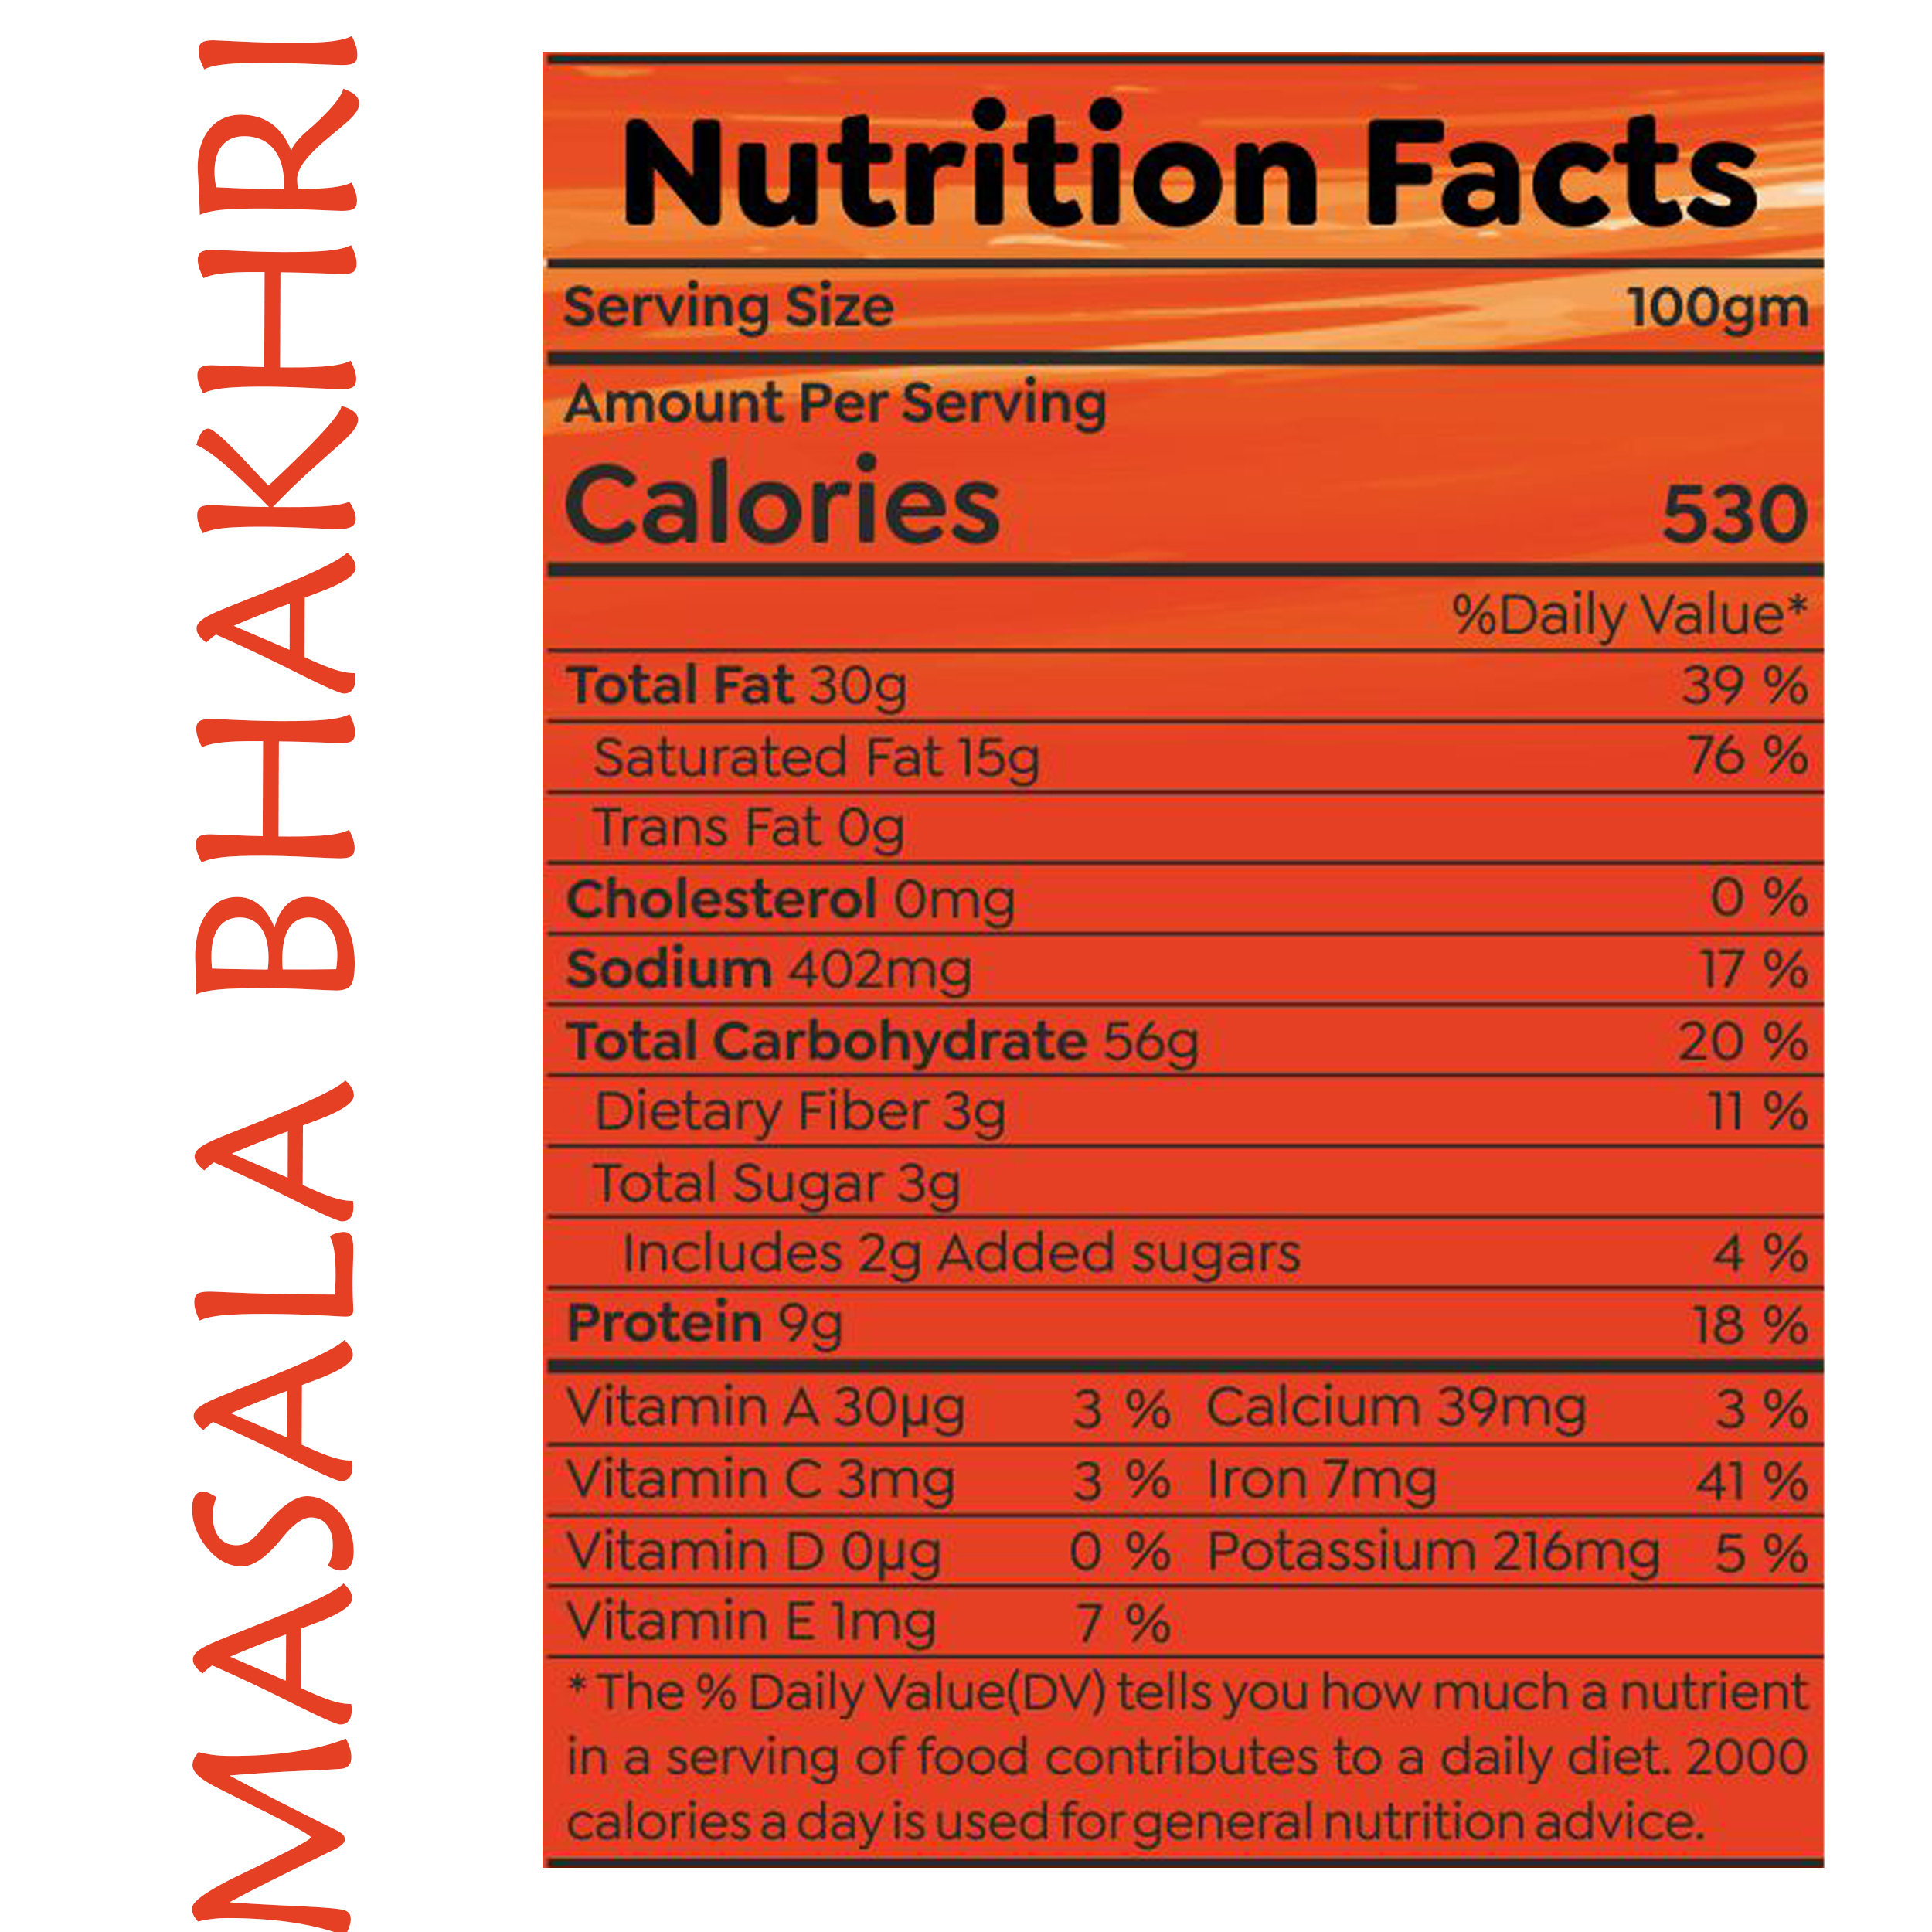 MASALA BHAKHRI
Nutrition Facts
Serving Size 100gm
Amount Per Serving
Calories 530
%Daily Value*
Total Fat 30g 39 %
Saturated Fat 15g 76 %
Trans Fat 0g
Cholesterol 0mg 0 %
Sodium 402mg 17 %
Total Carbohydrate 56g 20 %
Dietary Fiber 3g 11 %
Total Sugar 3g
Includes 2g Added sugars 4 %
Protein 9g 18 %
Vitamin A 30μg 3 % Calcium 39mg 3 %
Vitamin C 3mg 3 % Iron 7mg 41 %
Vitamin D 0μg 0 % Potassium 216mg 5 %
Vitamin E 1mg 7 %
* The % Daily Value(DV) tells you how much a nutrient
in a serving of food contributes to a daily diet. 2000
calories a day is used for general nutrition advice.